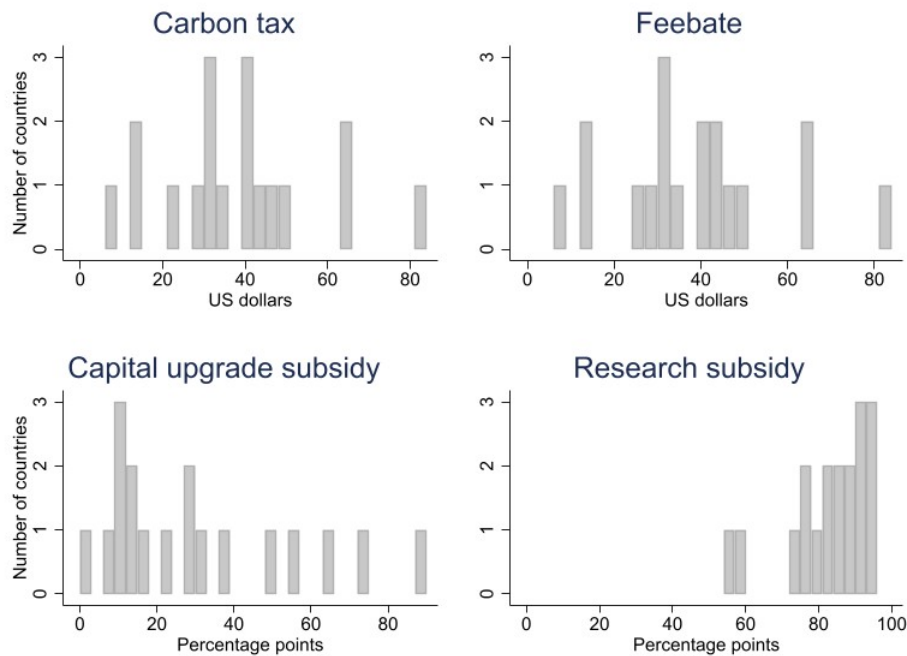 Carbon tax
Number of countries
3
2
1
0
0 20 40 60 80
US dollars
Feebate
3
2
1
0
0 20 40 60 80
US dollars
Capital upgrade subsidy
Number of countries
3
2
1
0
0 20 40 60 80
Percentage points
Research subsidy
3
2
1
0
0 20 40 60 80 100
Percentage points